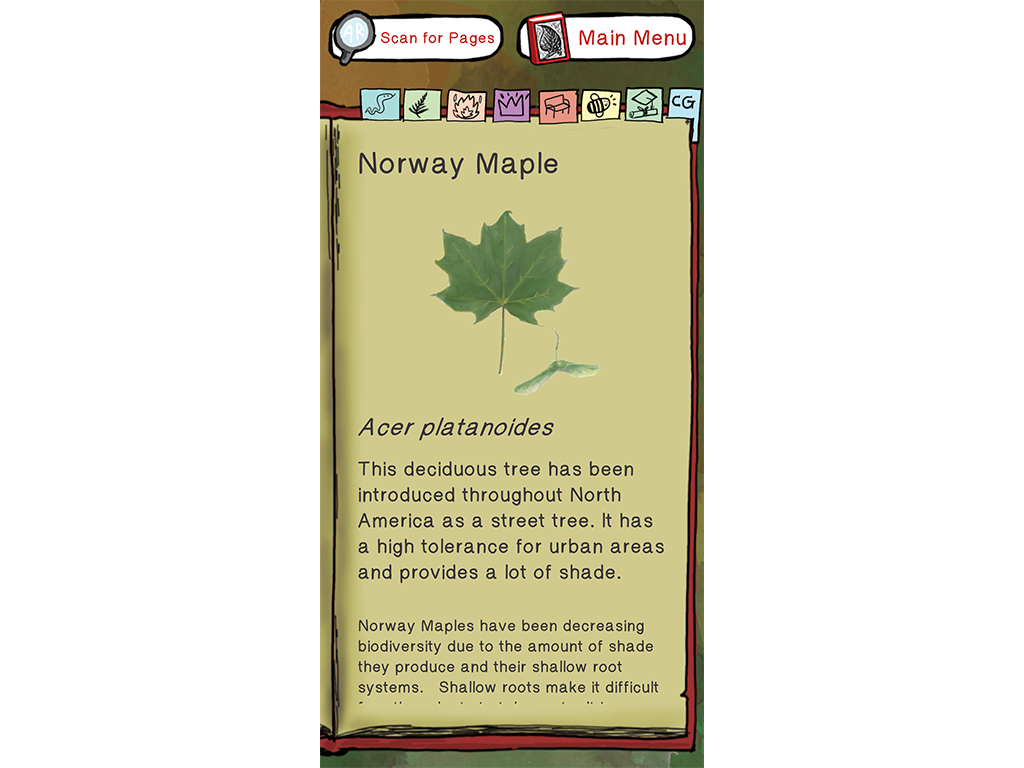 AR
Scan for Pages
Main Menu
CG
Norway Maple
Acer platanoides
This deciduous tree has been
introduced throughout North
America as a street tree. It has
a high tolerance for urban areas
and provides a lot of shade.
Norway Maples have been decreasing
biodiversity due to the amount of shade
they produce and their shallow root
systems.   Shallow roots make it difficult